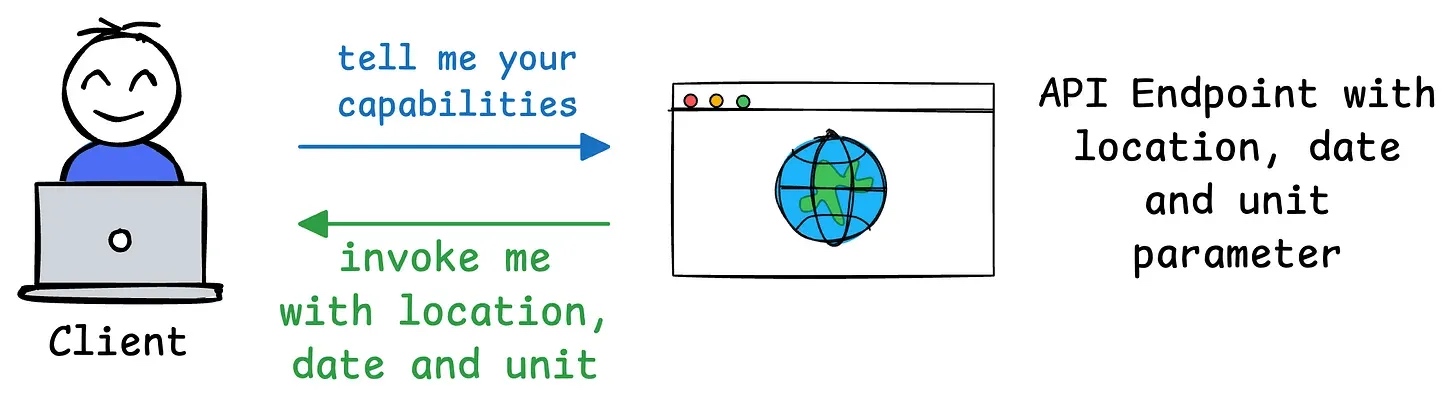 tell me your
capabilities
invoke me
with location,
date and unit
Client
API Endpoint with
location, date
and unit
parameter